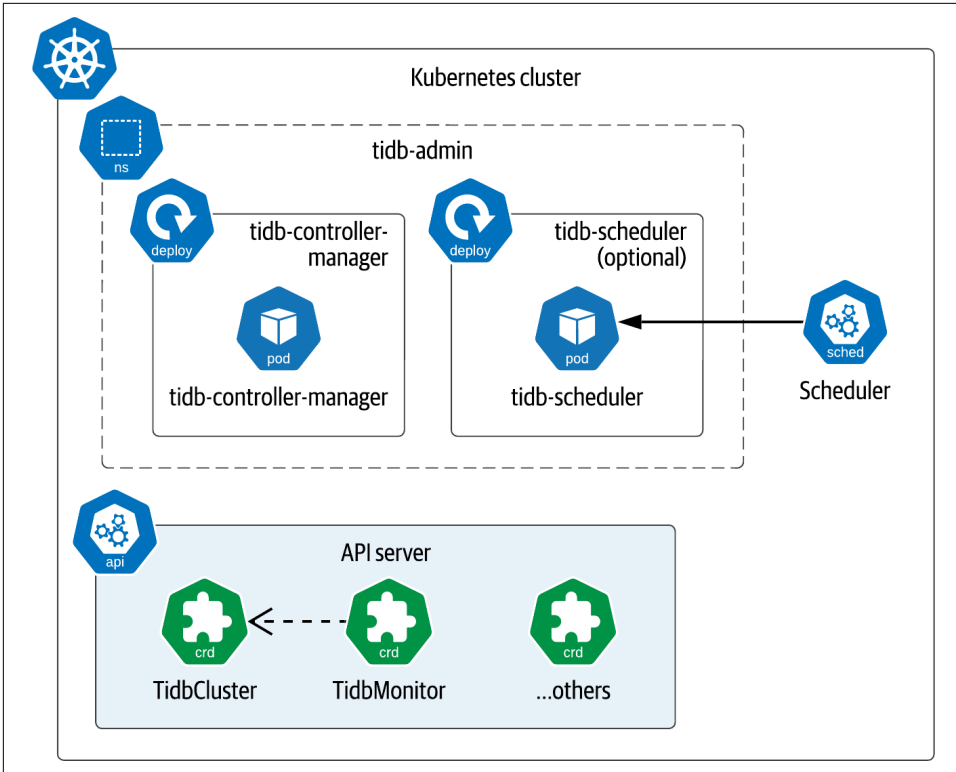 Kubernetes cluster
ns
tidb-admin
deploy
tidb-controller-
manager
pod
tidb-controller-manager
deploy
tidb-scheduler
(optional)
pod
tidb-scheduler
sched
Scheduler
api
API server
crd
TidbCluster
crd
TidbMonitor
crd
...others